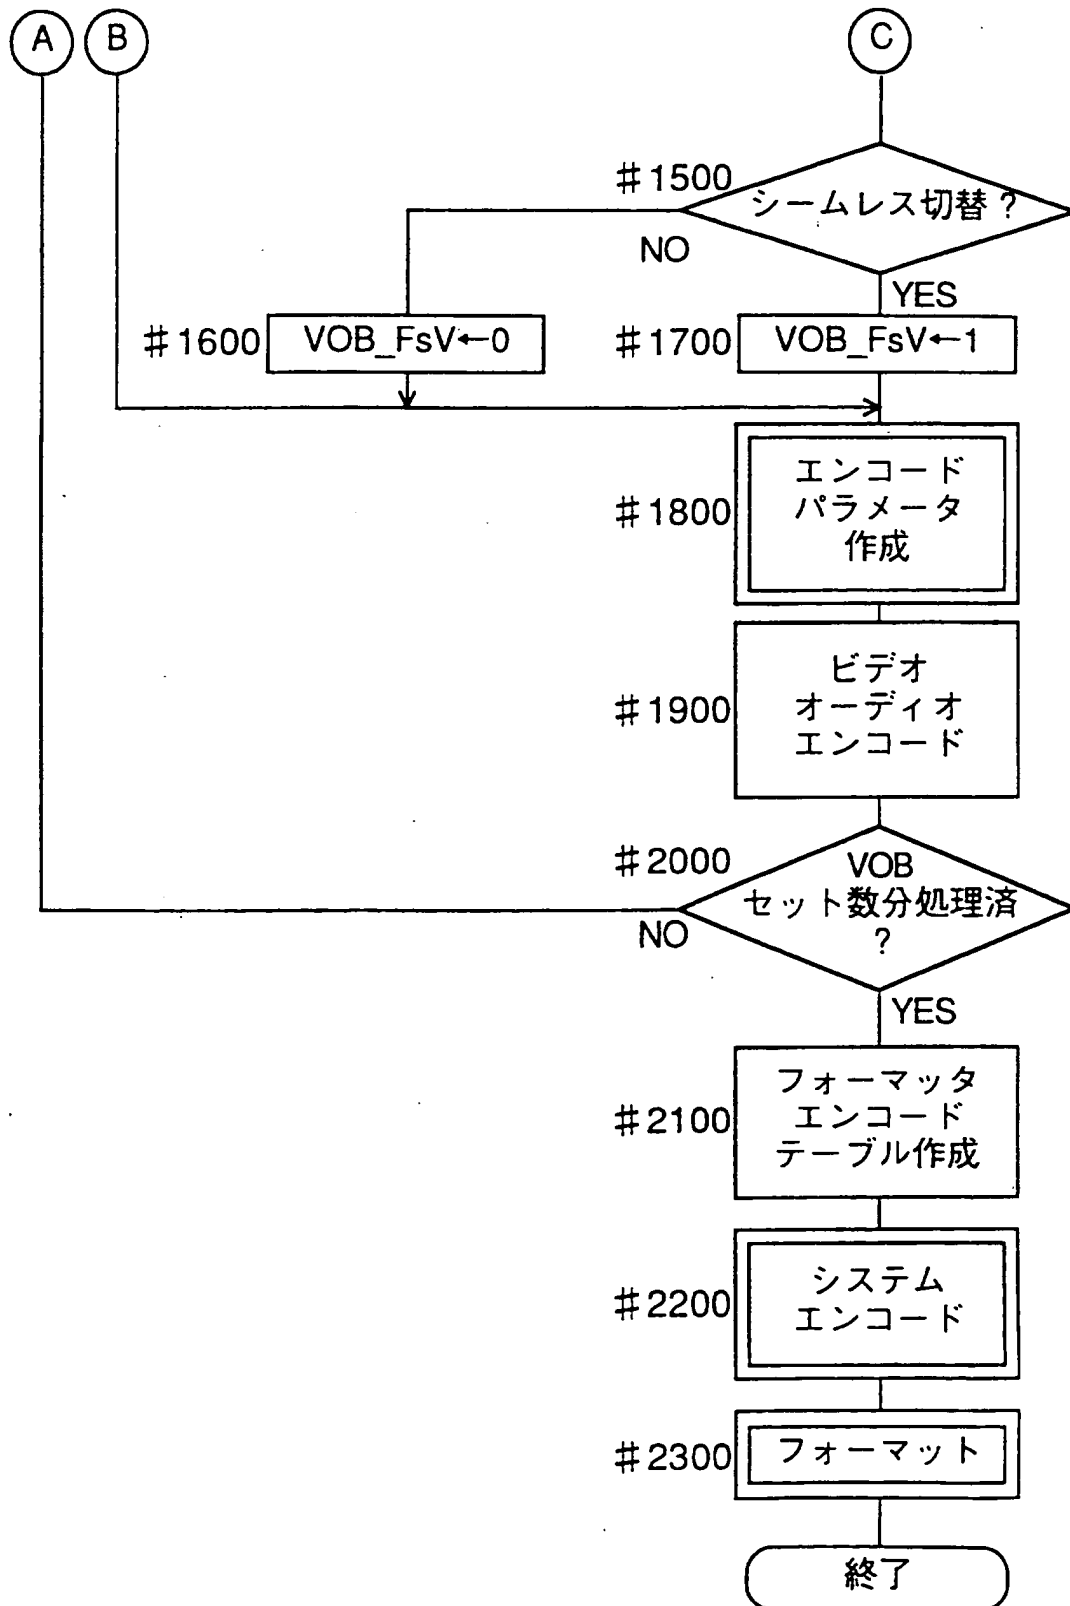 A
B
C
#1500
シームレス切替?
NO
YES
#1600
VOB_FsV←0
#1700
VOB_FsV←1
#1800
エンコード
パラメータ
作成
#1900
ビデオ
オーディオ
エンコード
#2000
VOB
セット数分処理済
?
NO
YES
#2100
フォーマッタ
エンコード
テーブル作成
#2200
システム
エンコード
#2300
フォーマット
終了